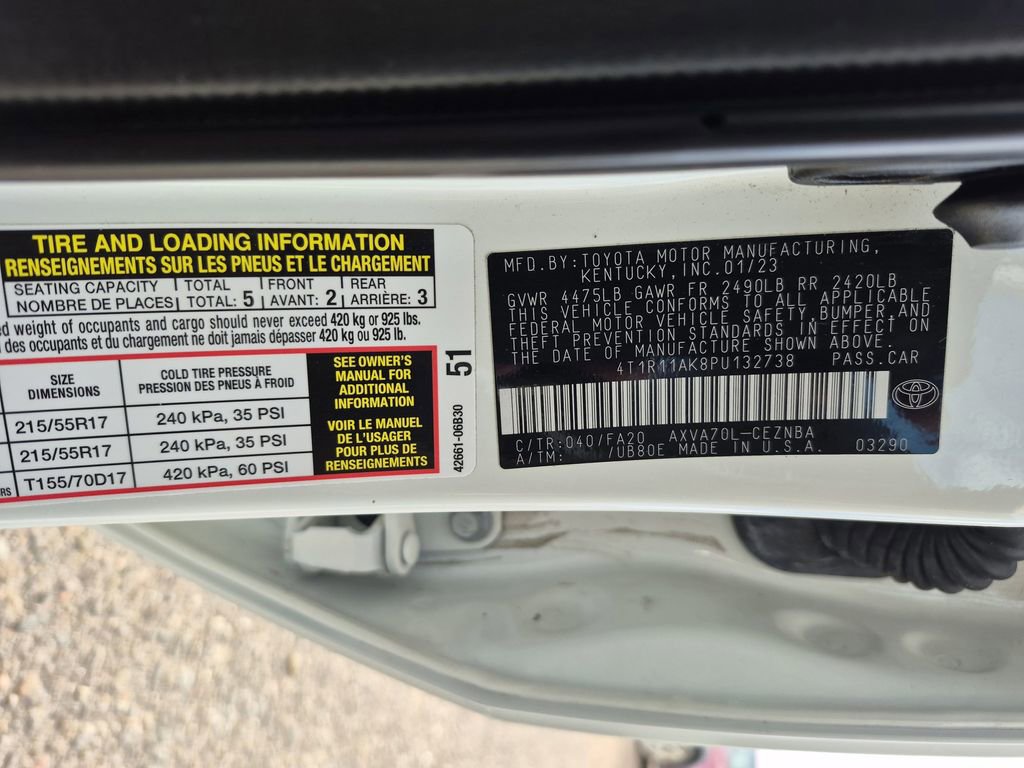 TIRE AND LOADING INFORMATION
RENSEIGNEMENTS SUR LES PNEUS ET LE CHARGEMENT
SEATING CAPACITY TOTAL FRONT REAR
NOMBRE DE PLACES TOTAL: 5 AVANT: 2 ARRIÈRE: 3
weight of occupants and cargo should never exceed 420 kg or 925 lbs.
des occupants et du chargement ne doit jamais dépasser 420 kg ou 925 lb.
SIZE COLD TIRE PRESSURE
DIMENSIONS PRESSION DES PNEUS À FROID
215/55R17 240 kPa, 35 PSI
215/55R17 240 kPa, 35 PSI
T155/70D17 420 kPa, 60 PSI
SEE OWNER'S
MANUAL FOR
ADDITIONAL
INFORMATION
VOIR LE MANUEL
DE L'USAGER
POUR PLUS DE
RENSEIGNEMENTS
51
42661-06B30
MFD.BY:TOYOTA MOTOR MANUFACTURING,
KENTUCKY, INC.01/23
GVWR 4475LB GAWR FR 2490LB RR 2420LB
THIS VEHICLE CONFORMS TO ALL APPLICABLE
FEDERAL MOTOR VEHICLE SAFETY, BUMPER,AND
THEFT PREVENTION STANDARDS IN EFFECT ON
THE DATE OF MANUFACTURE SHOWN ABOVE.
4T1R11AK8PU132738 PASS.CAR
C/TR:040/FA20 AXVA70L-CEZNBA
A/TM: /UB80E MADE IN U.S.A. 03290